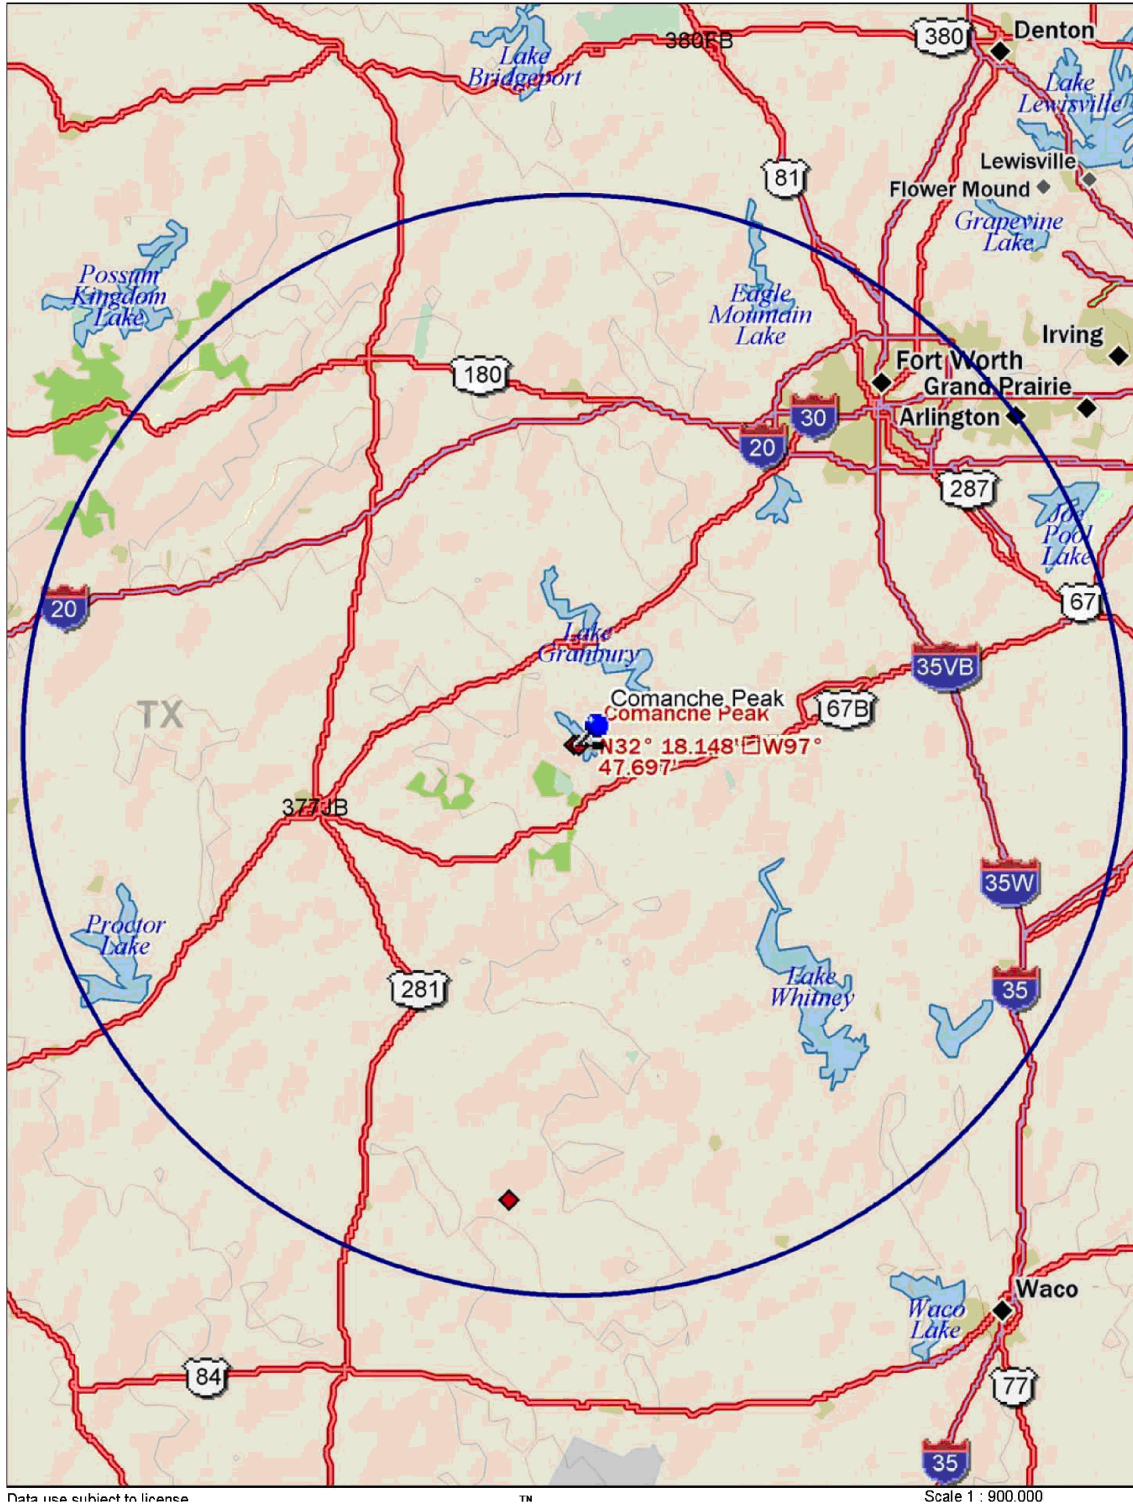 380FB
380
Denton
Lake
Bridgeport
Lake
Lewisville
81
Lewisville
Flower Mound
Grapevine
Lake
Possum
Kingdom
Lake
Eagle
Mountain
Lake
Irving
Fort Worth
180
Grand Prairie
30
Arlington
20
287
Joe
Pool
Lake
20
67
Lake
Granbury
35VB
Comanche Peak
TX
67B
Comanche Peak
N32° 18.148' W97°
47.697'
377JB
35W
Proctor
Lake
281
Lake
Whitney
35
Waco
Waco
Lake
84
77
35
Data use subject to license.
TM
Scale 1 : 900,000